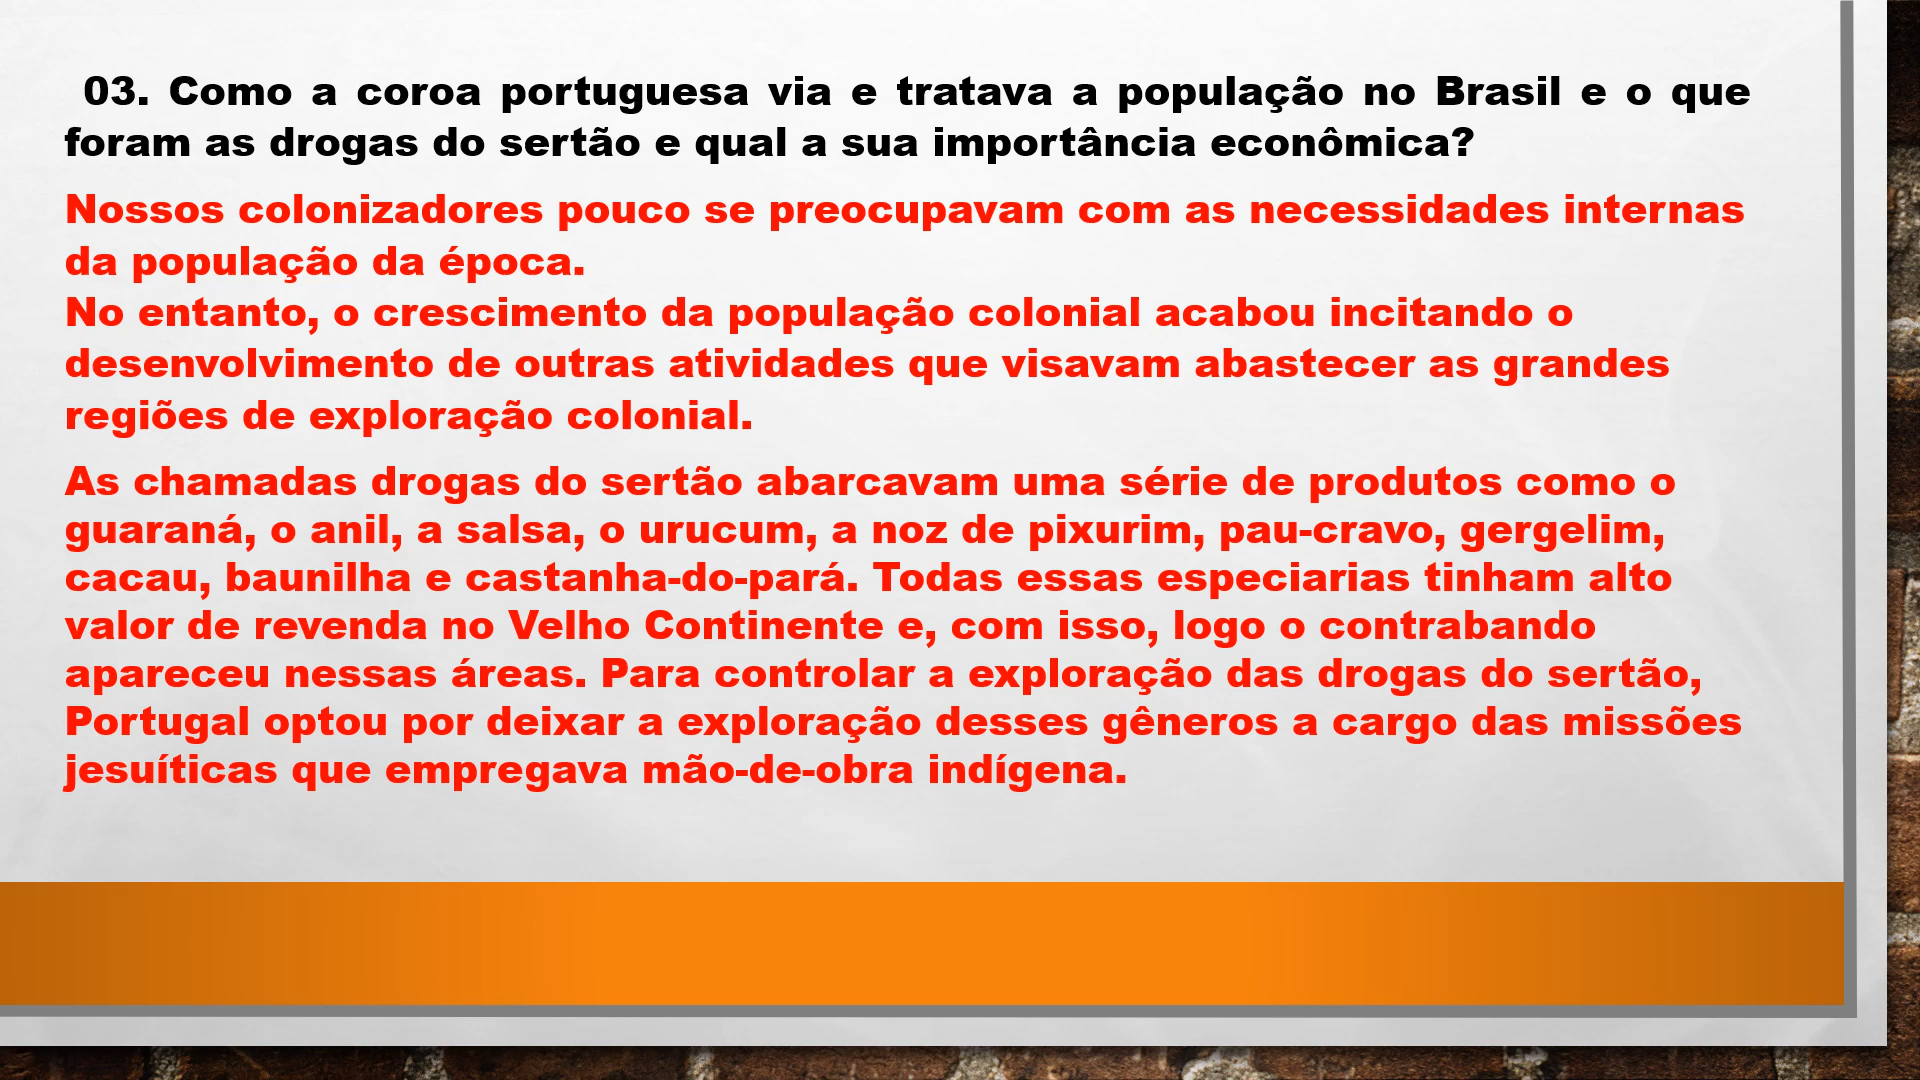 03. Como a coroa portuguesa via e tratava a população no Brasil e o que
foram as drogas do sertão e qual a sua importância econômica?
Nossos colonizadores pouco se preocupavam com as necessidades internas
da população da época.
No entanto, o crescimento da população colonial acabou incitando o
desenvolvimento de outras atividades que visavam abastecer as grandes
regiões de exploração colonial.
As chamadas drogas do sertão abarcavam uma série de produtos como o
guaraná, o anil, a salsa, o urucum, a noz de pixurim, pau-cravo, gergelim,
cacau, baunilha e castanha-do-pará. Todas essas especiarias tinham alto
valor de revenda no Velho Continente e, com isso, logo o contrabando
apareceu nessas áreas. Para controlar a exploração das drogas do sertão,
Portugal optou por deixar a exploração desses gêneros a cargo das missões
jesuíticas que empregava mão-de-obra indígena.